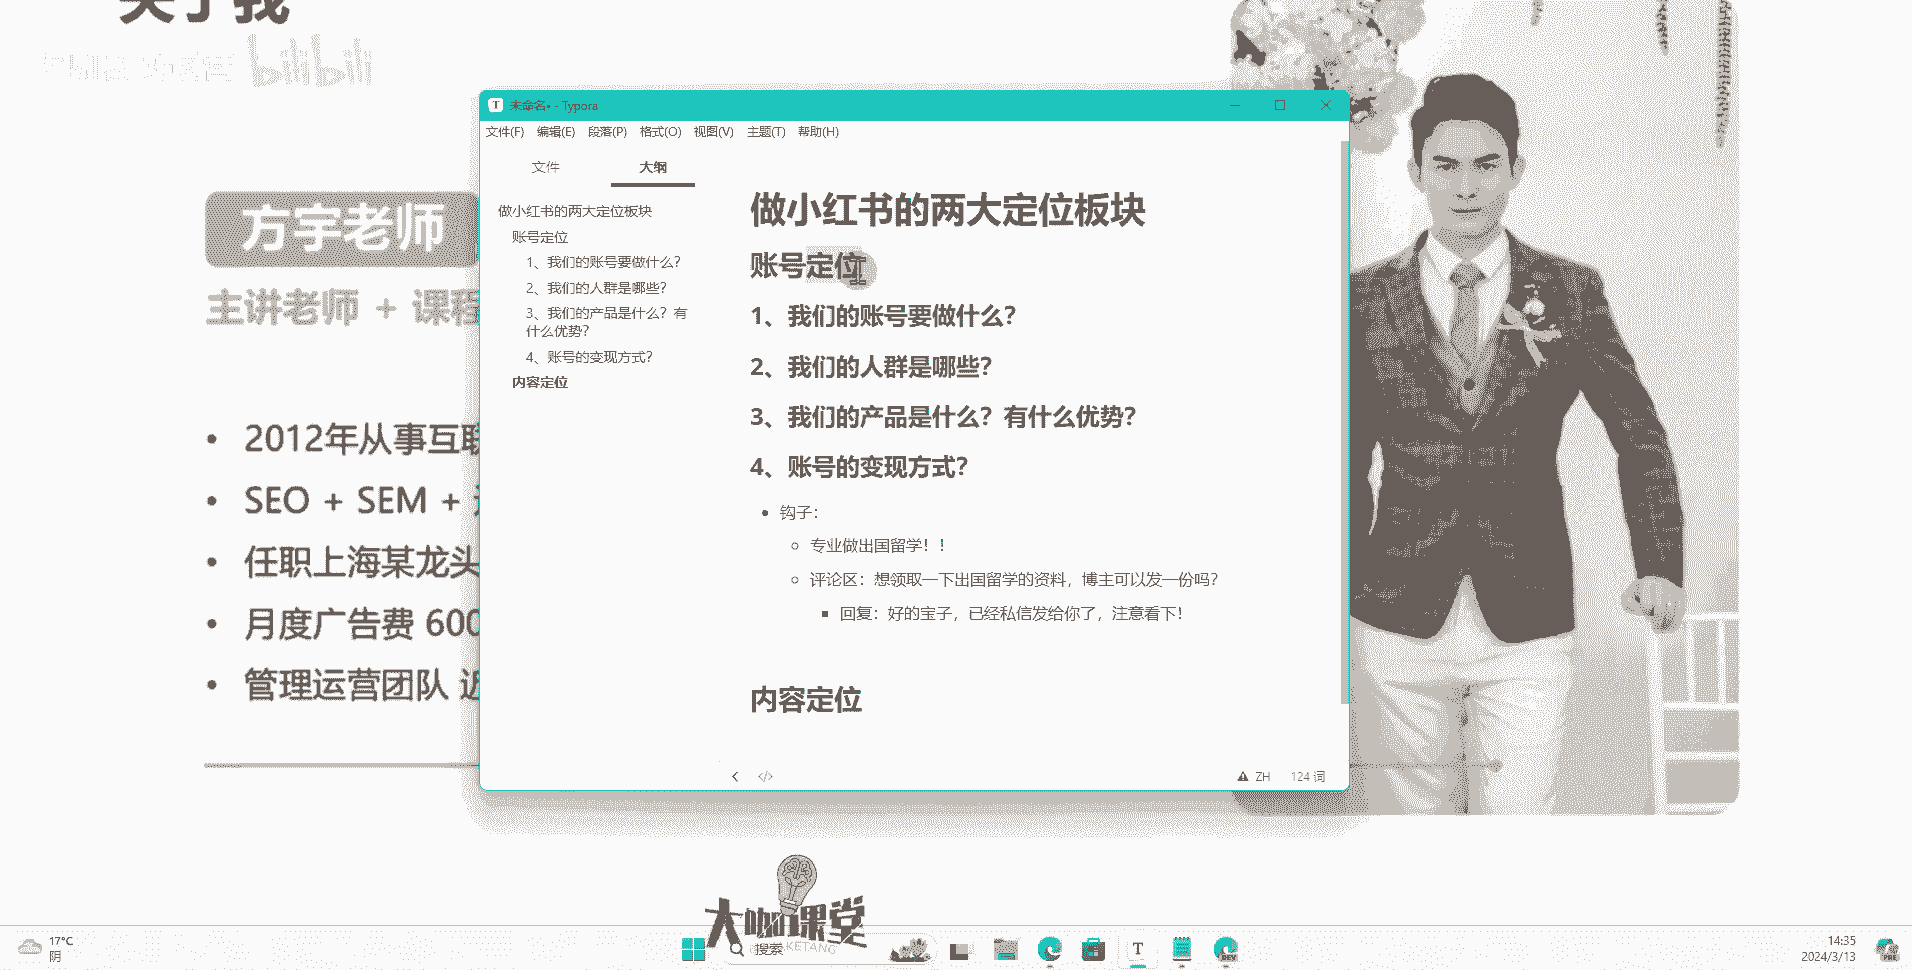 关于我
bilibili
未命名• - Typora
文件(F) 编辑(E) 段落(P) 格式(O) 视图(V) 主题(T) 帮助(H)
文件 大纲
做小红书的两大定位板块
账号定位
1、我们的账号要做什么？
2、我们的人群是哪些？
3、我们的产品是什么？有
什么优势？
4、账号的变现方式？
内容定位
做小红书的两大定位板块
账号定位
1、我们的账号要做什么？
2、我们的人群是哪些？
3、我们的产品是什么？有什么优势？
4、账号的变现方式？
钩子：
专业做出国留学！！
评论区：想领取一下出国留学的资料，博主可以发一份吗？
回复：好的宝子，已经私信发给你了，注意看下！
内容定位
ZH 124 词
方宇老师
主讲老师 + 课程
2012年从事互联
SEO + SEM +
任职上海某龙头
月度广告费 600
管理运营团队 近
大咖课堂
KETANG
17°C
阴
搜索
T
DEV
14:35
2024/3/13
PRE